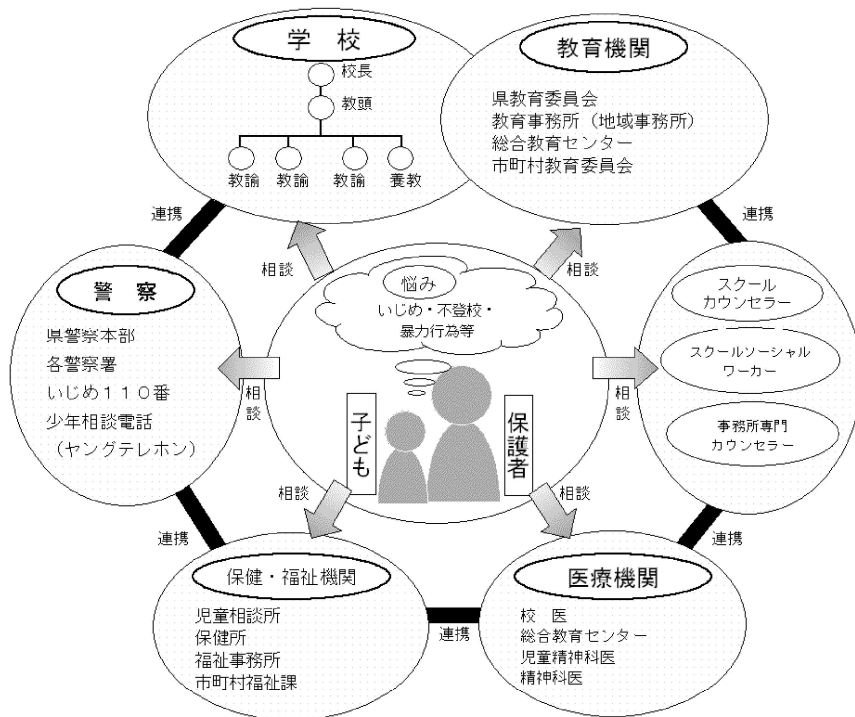 学　校
校長
教頭
教諭
教諭
教諭
養教
教育機関
県教育委員会
教育事務所（地域事務所）
総合教育センター
市町村教育委員会
連携
連携
相談
相談
悩み
いじめ・不登校・
暴力行為等
警　察
県警察本部
各警察署
いじめ１１０番
少年相談電話
（ヤングテレホン）
相談
子ども
保護者
相談
スクール
カウンセラー
スクールソーシャル
ワーカー
事務所専門
カウンセラー
相談
相談
連携
連携
保健・福祉機関
児童相談所
保健所
福祉事務所
市町村福祉課
連携
医療機関
校　医
総合教育センター
児童精神科医
精神科医